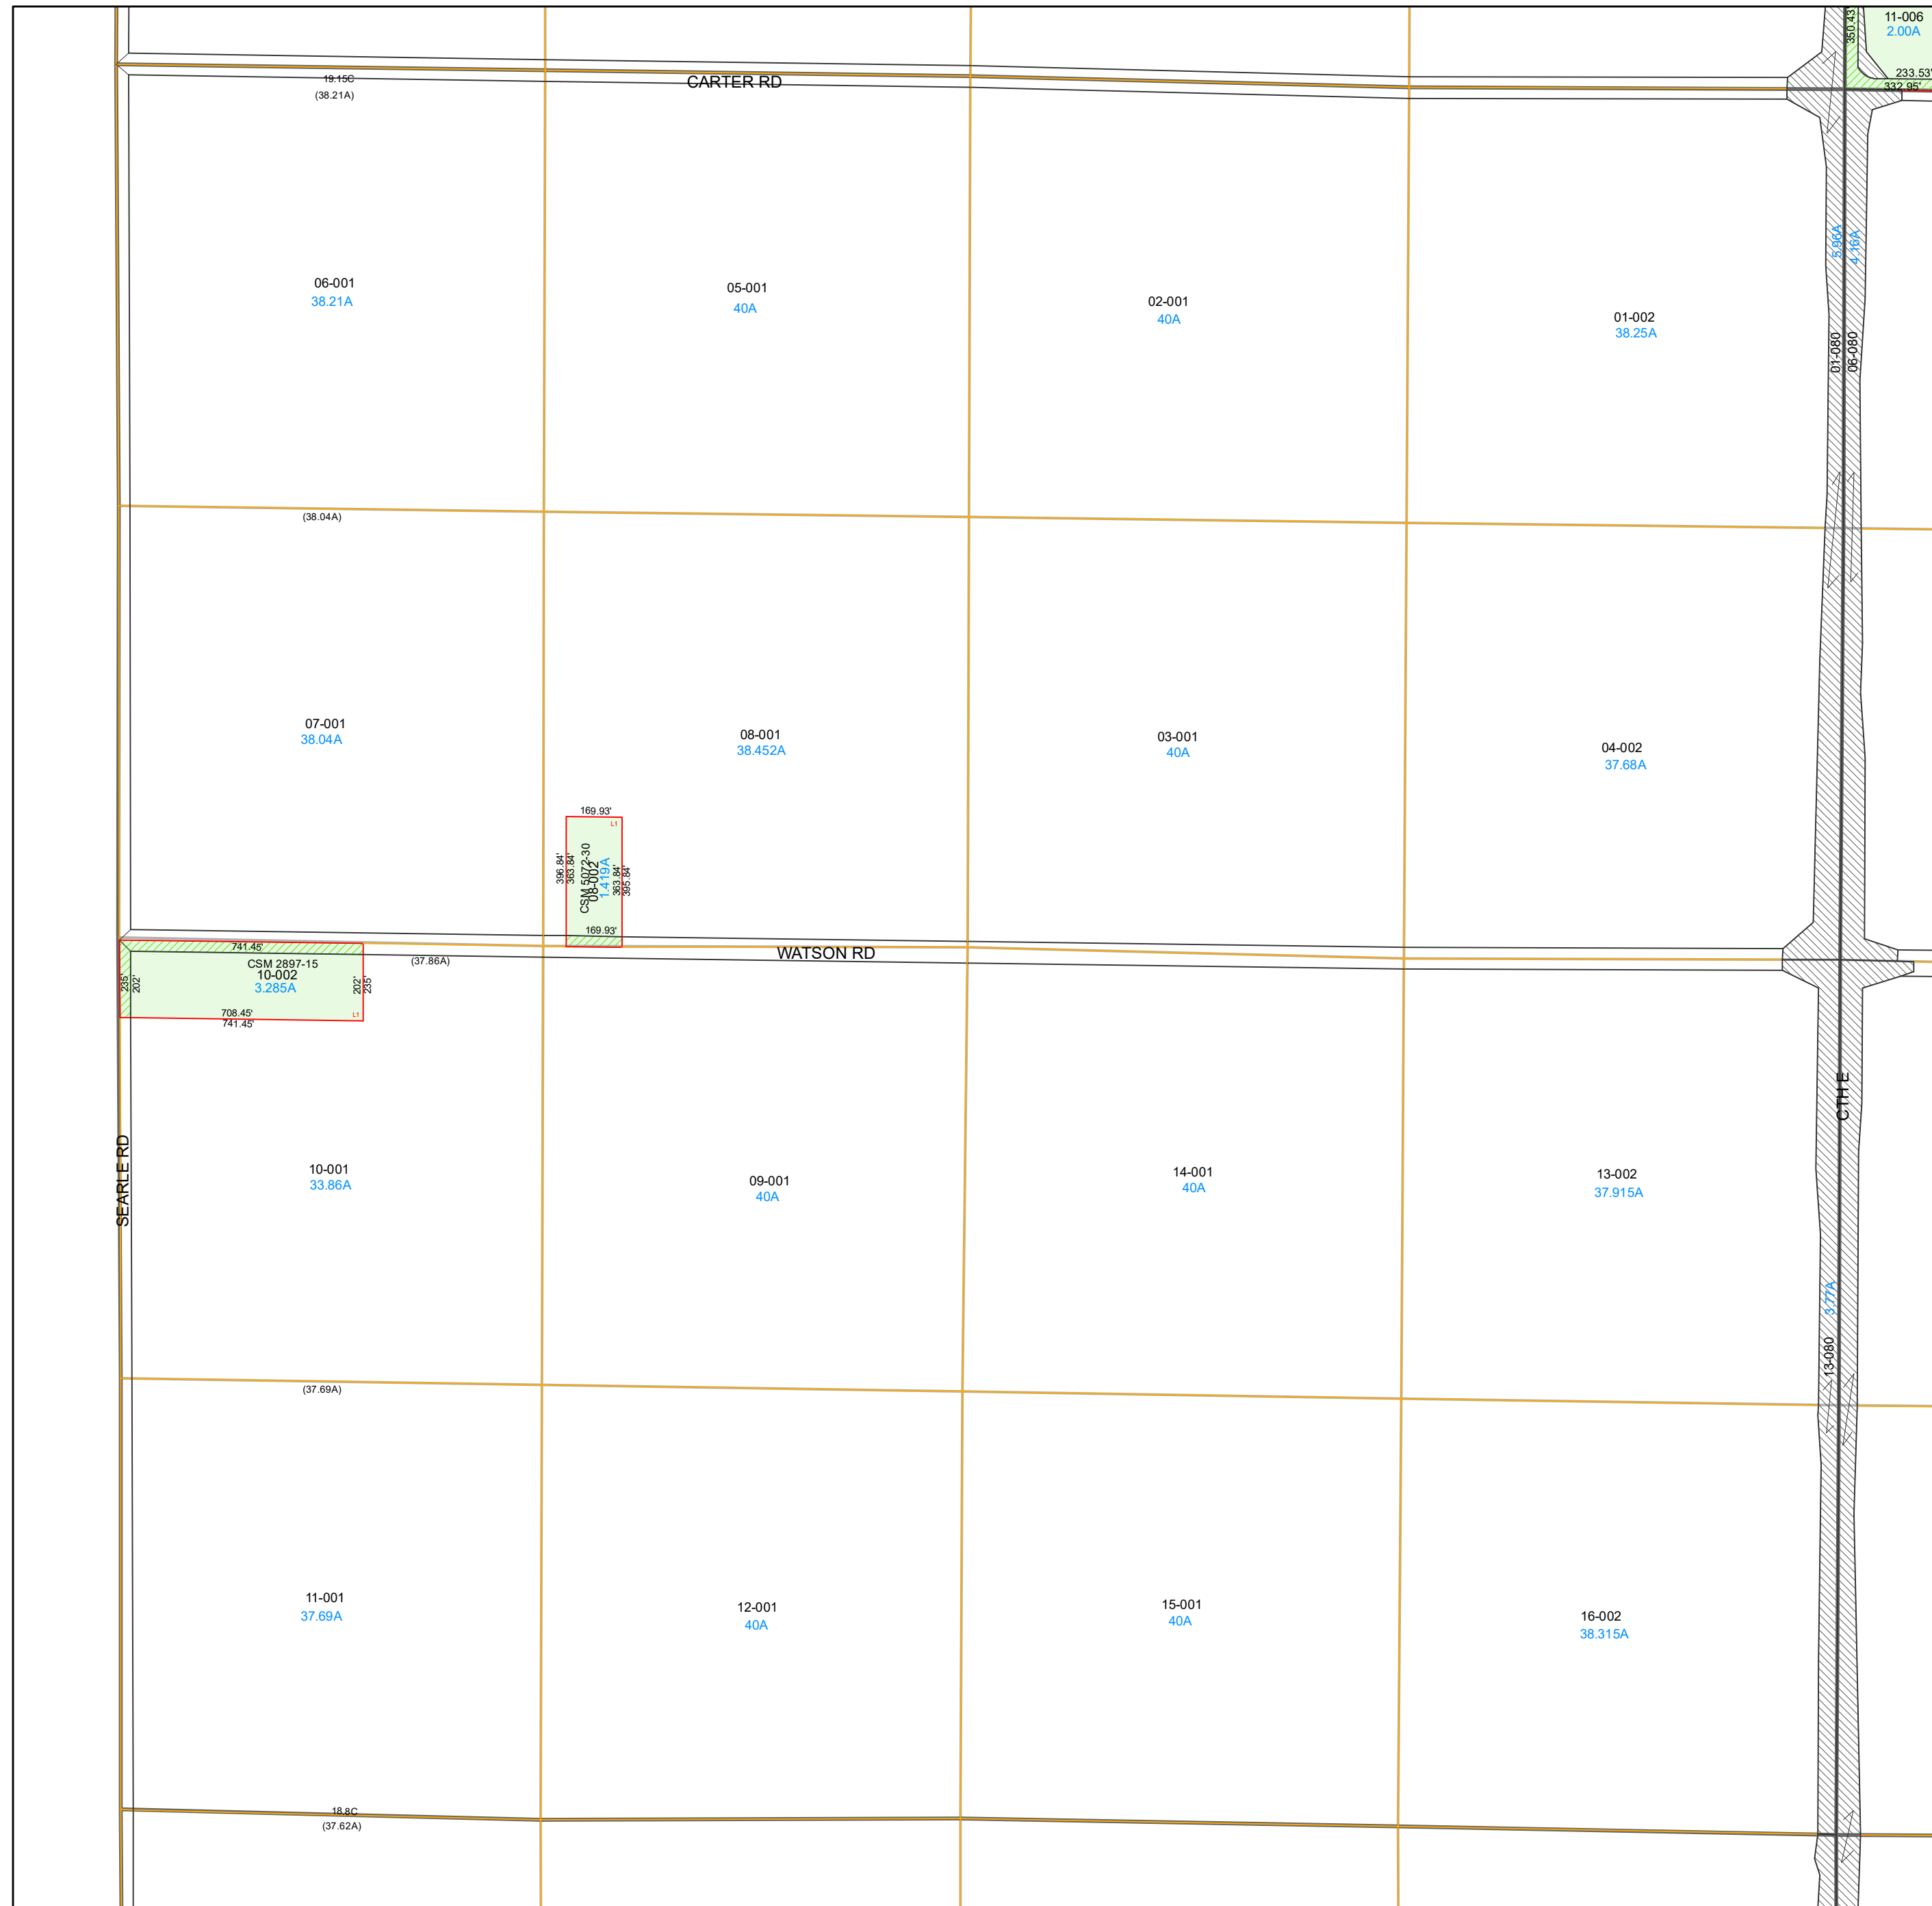 11-006
2.00A
350.43'
233.53'
332.95'
19.15C
CARTER RD
(38.21A)
5.96A
4.16A
06-001
38.21A
05-001
40A
02-001
40A
01-002
38.25A
01-080
06-080
(38.04A)
07-001
38.04A
08-001
38.452A
03-001
40A
04-002
37.68A
169.93'
L1
396.84'
363.84'
CSM 5072-30
08-002
1.419A
363.84'
395.84'
169.93'
741.45'
WATSON RD
(37.86A)
CSM 2897-15
10-002
3.285A
235'
202'
202'
235'
708.45'
L1
741.45'
CTH E
SEARLE RD
10-001
33.86A
09-001
40A
14-001
40A
13-002
37.915A
3.77A
13-080
(37.69A)
11-001
37.69A
12-001
40A
15-001
40A
16-002
38.315A
18.8C
(37.62A)